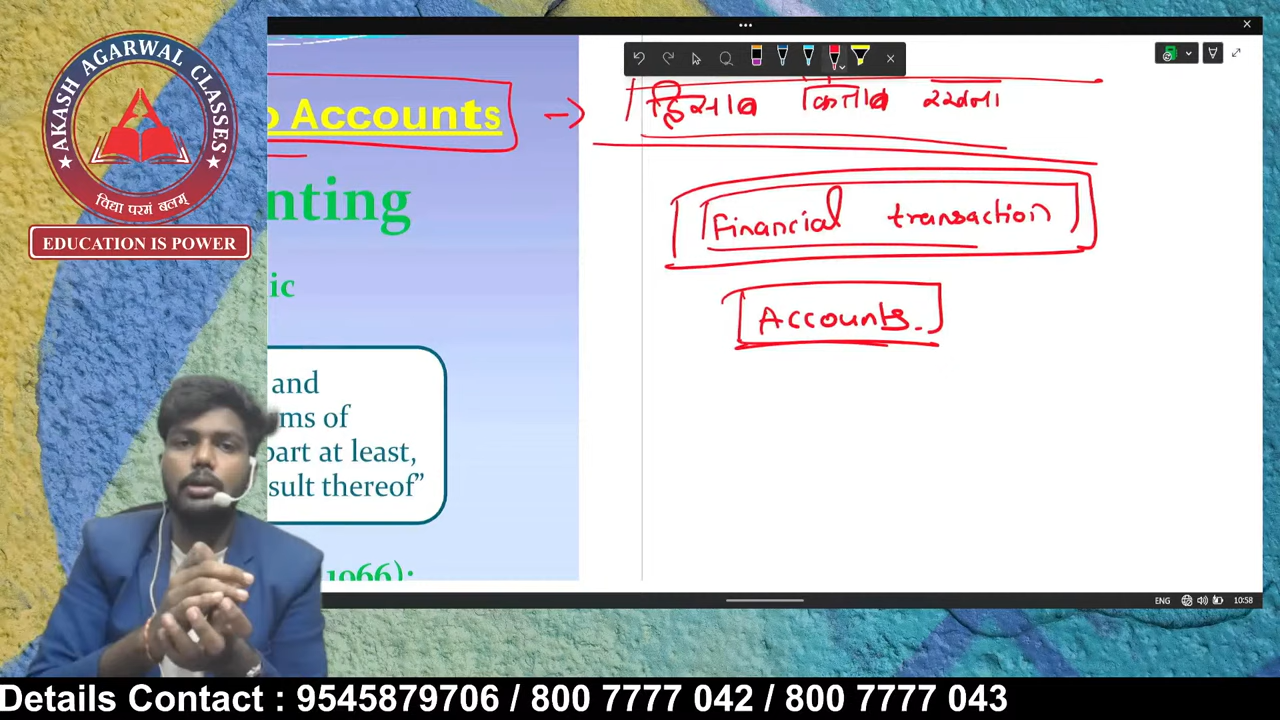 AKASH AGARWAL CLASSES
विद्या परमं बलम्
EDUCATION IS POWER
o Accounts
हिसाब किताब रखना
nting
Financial transaction
ic
Accounts.
and
ms of
part at least,
sult thereof”
1966):
ENG
10:58
Details Contact : 9545879706 / 800 7777 042 / 800 7777 043